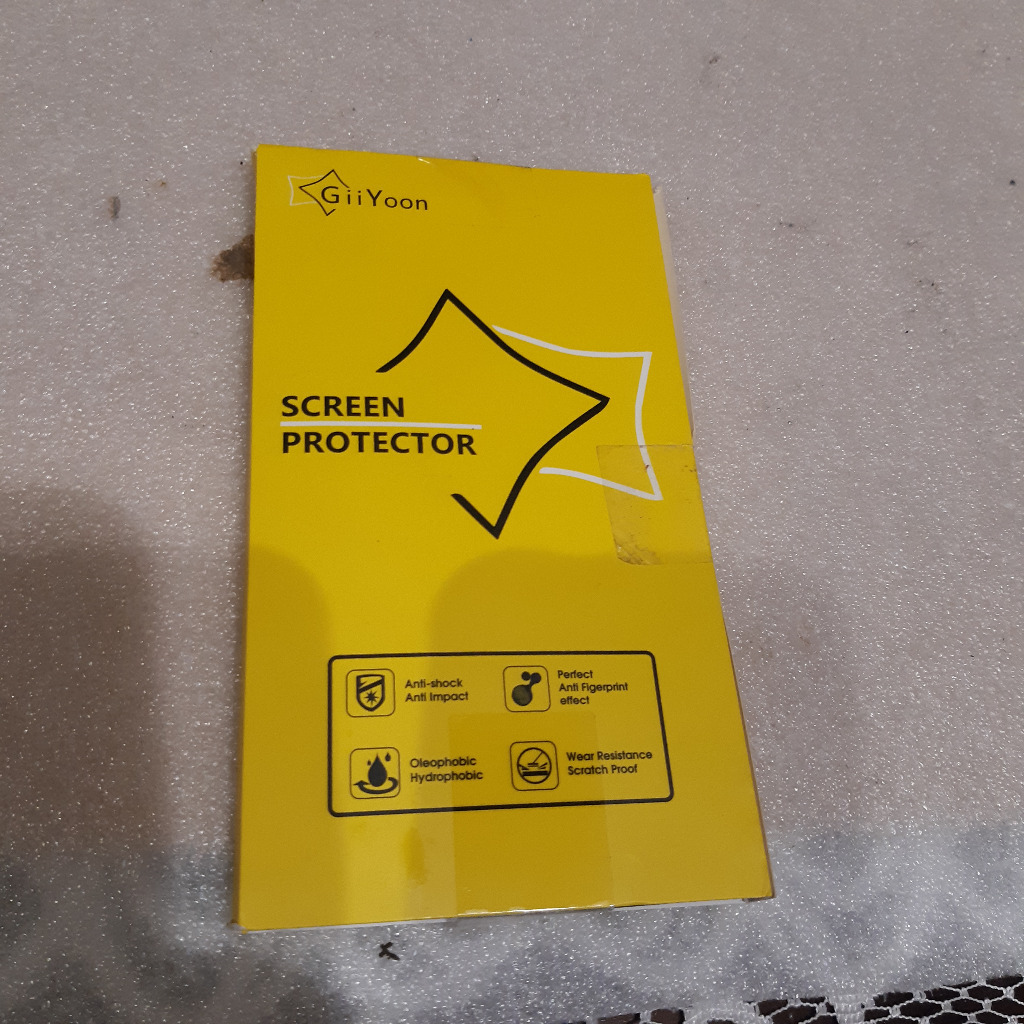 GiiYoon
SCREEN
PROTECTOR
Anti-shock
Anti Impact
Perfect
Anti Figerprint
effect
Oleophobic
Hydrophobic
Wear Resistance
Scratch Proof